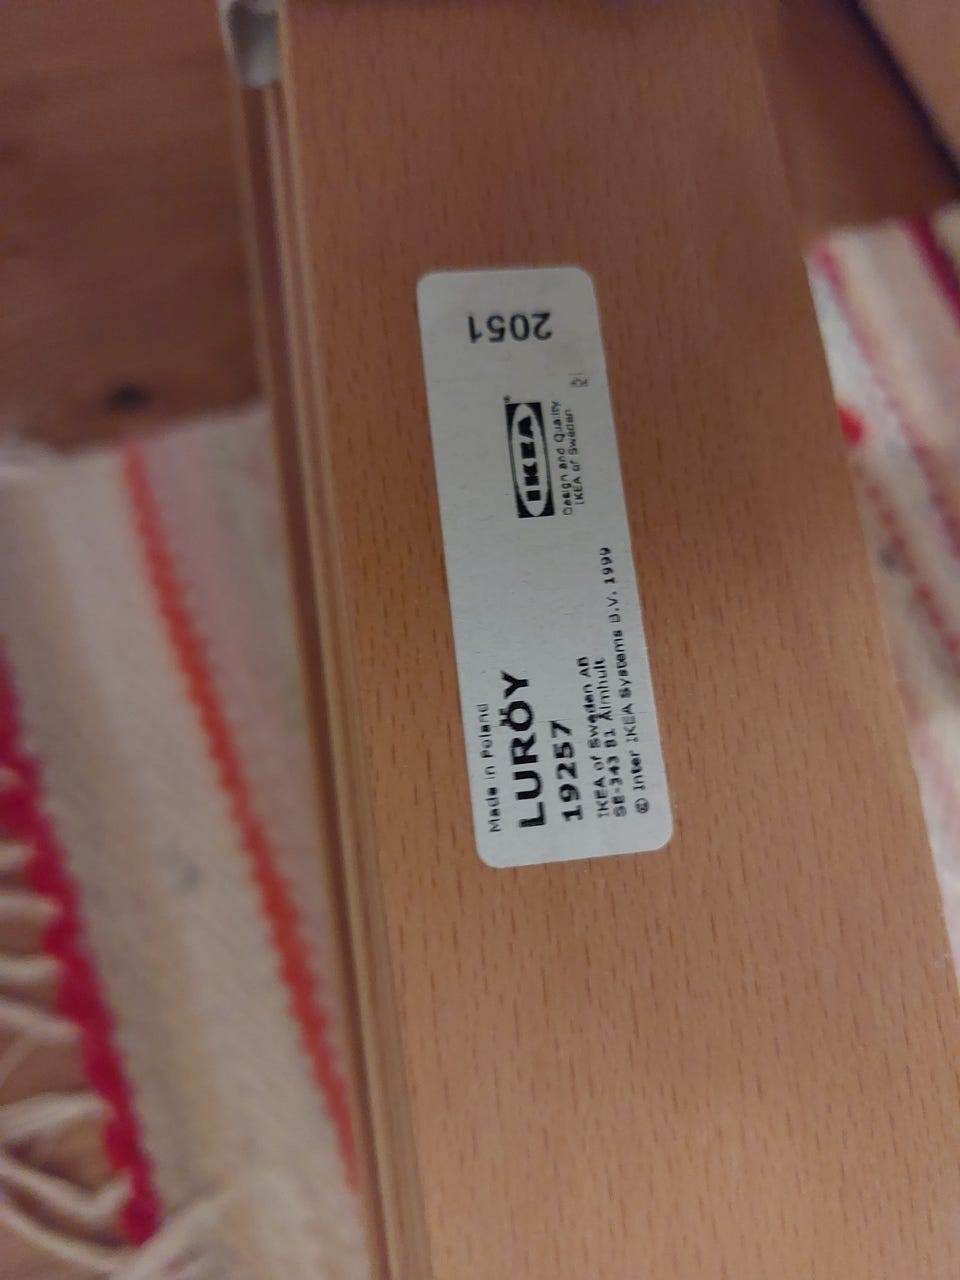 Made in Poland
LURÖY
19257
IKEA of Sweden AB
SE-343 81 Älmhult
© Inter IKEA Systems B.V. 1999
IKEA
Design and Quality
IKEA of Sweden
2051